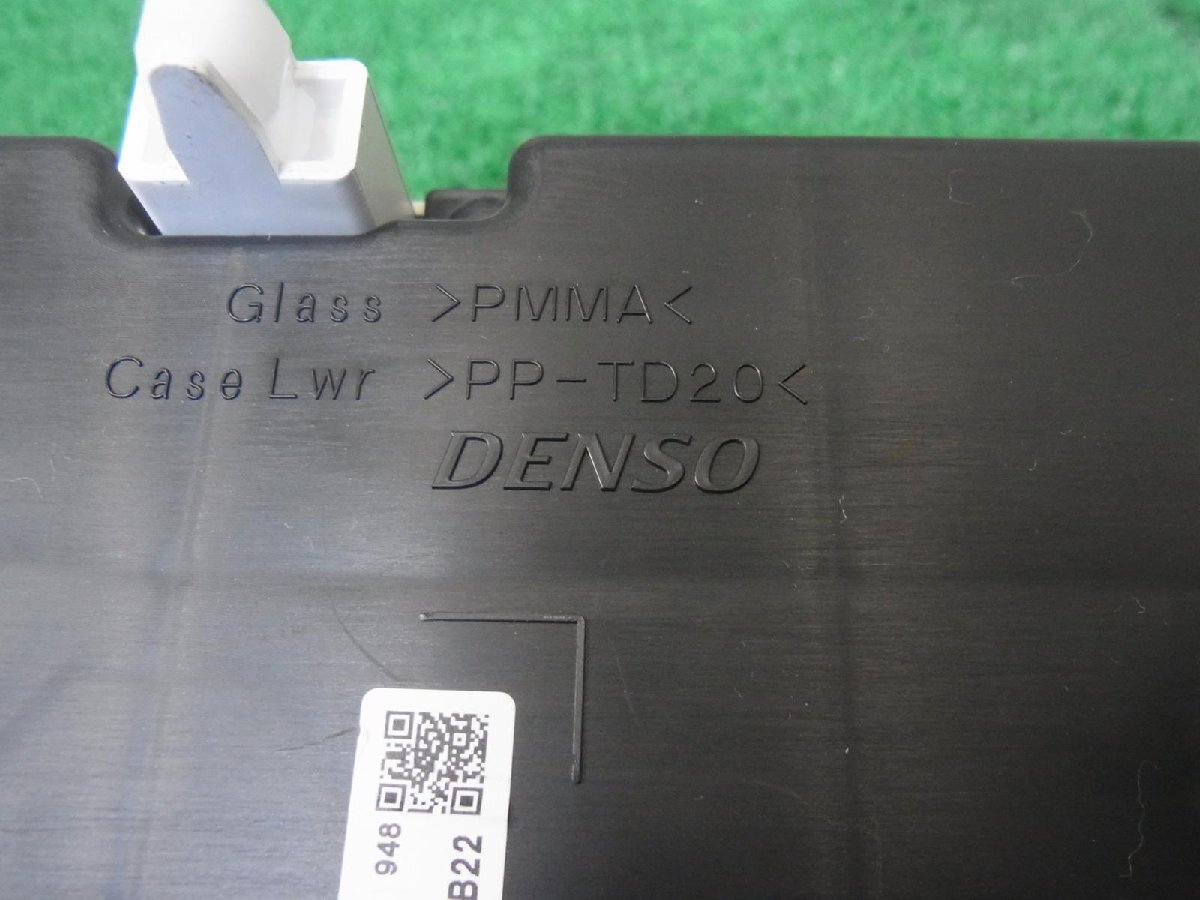 Glass >PMMA<
Case Lwr >PP-TD20<
DENSO
948
B22